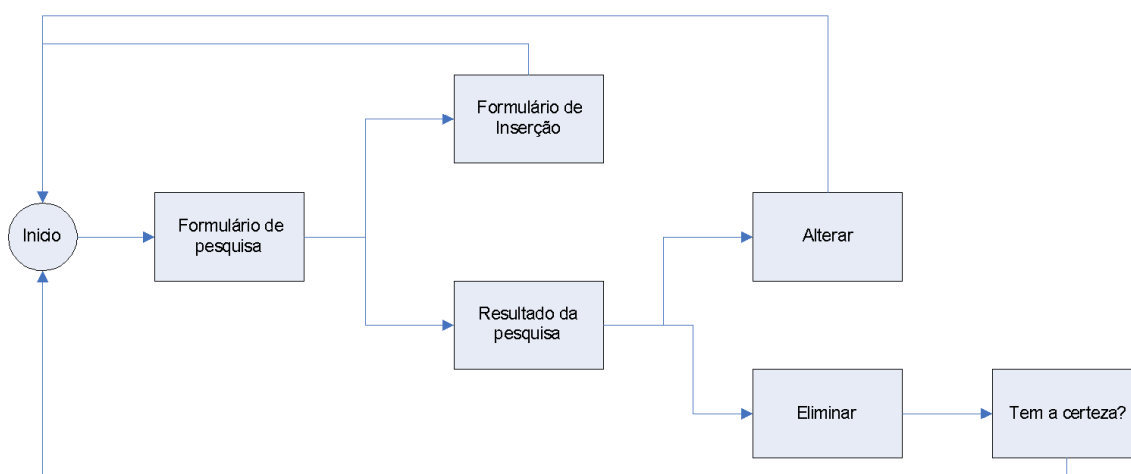 Formulário de
Inserção
Inicio
Formulário de
pesquisa
Alterar
Resultado da
pesquisa
Eliminar
Tem a certeza?